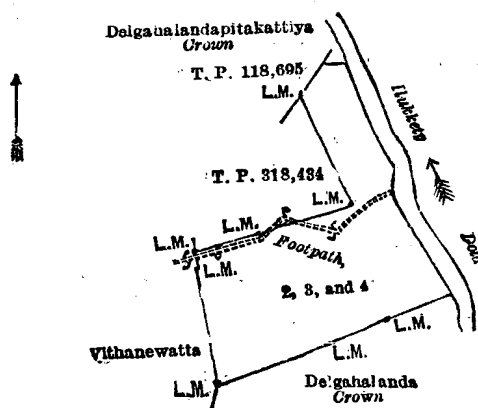 Delgahalandapitakattiya
Crown
T. P. 118,695
L.M.
T. P. 318,434
L.M.
L.M.
L.M.
L.M.
Footpath
2, 3, and 4
Vithanewatta
L.M.
L.M.
L.M.
Delgahalanda
Crown